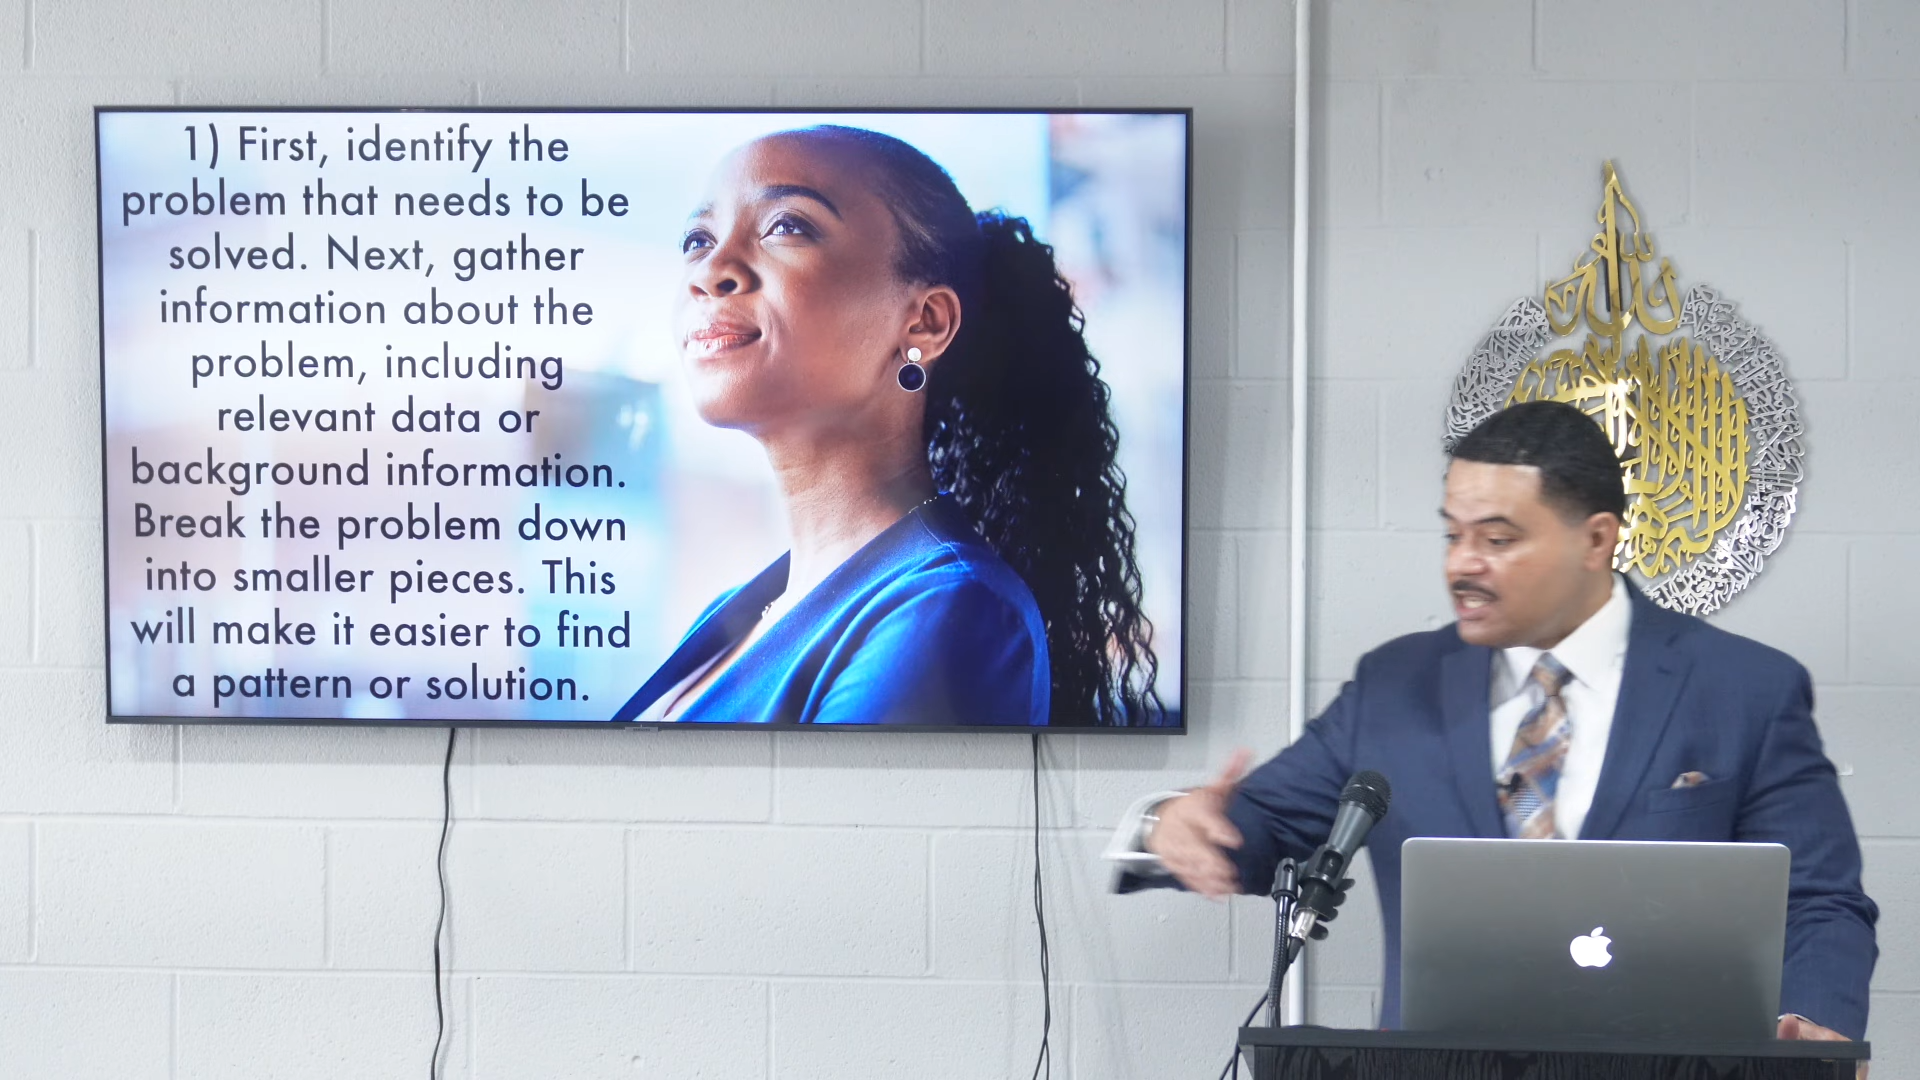 1) First, identify the
problem that needs to be
solved. Next, gather
information about the
problem, including
relevant data or
background information.
Break the problem down
into smaller pieces. This
will make it easier to find
a pattern or solution.